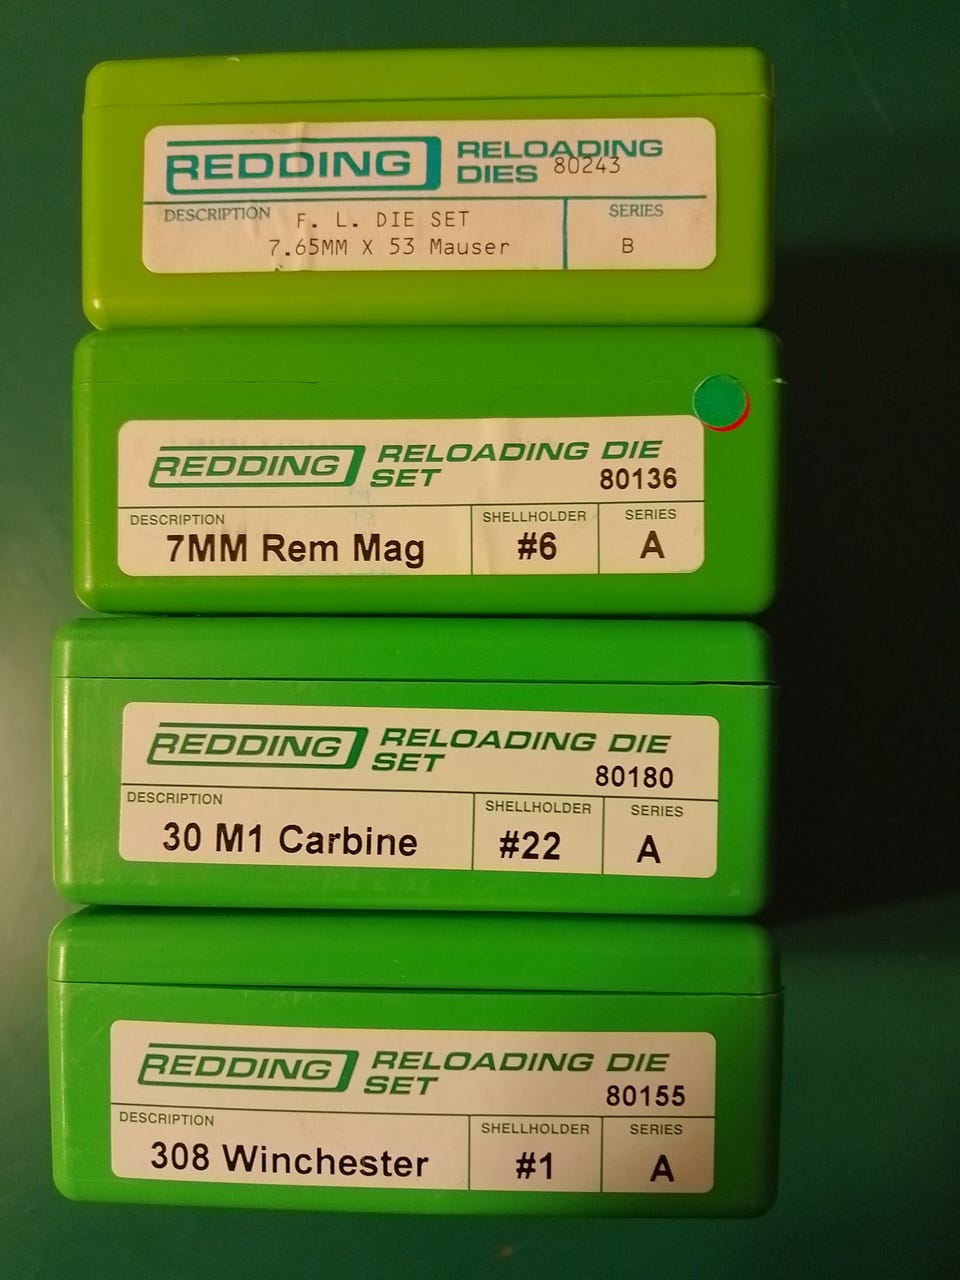 REDDING RELOADING
DIES 80243
DESCRIPTION F. L. DIE SET SERIES
7.65MM X 53 Mauser B
REDDING RELOADING DIE
SET 80136
DESCRIPTION SHELLHOLDER SERIES
7MM Rem Mag #6 A
REDDING RELOADING DIE
SET 80180
DESCRIPTION SHELLHOLDER SERIES
30 M1 Carbine #22 A
REDDING RELOADING DIE
SET 80155
DESCRIPTION SHELLHOLDER SERIES
308 Winchester #1 A